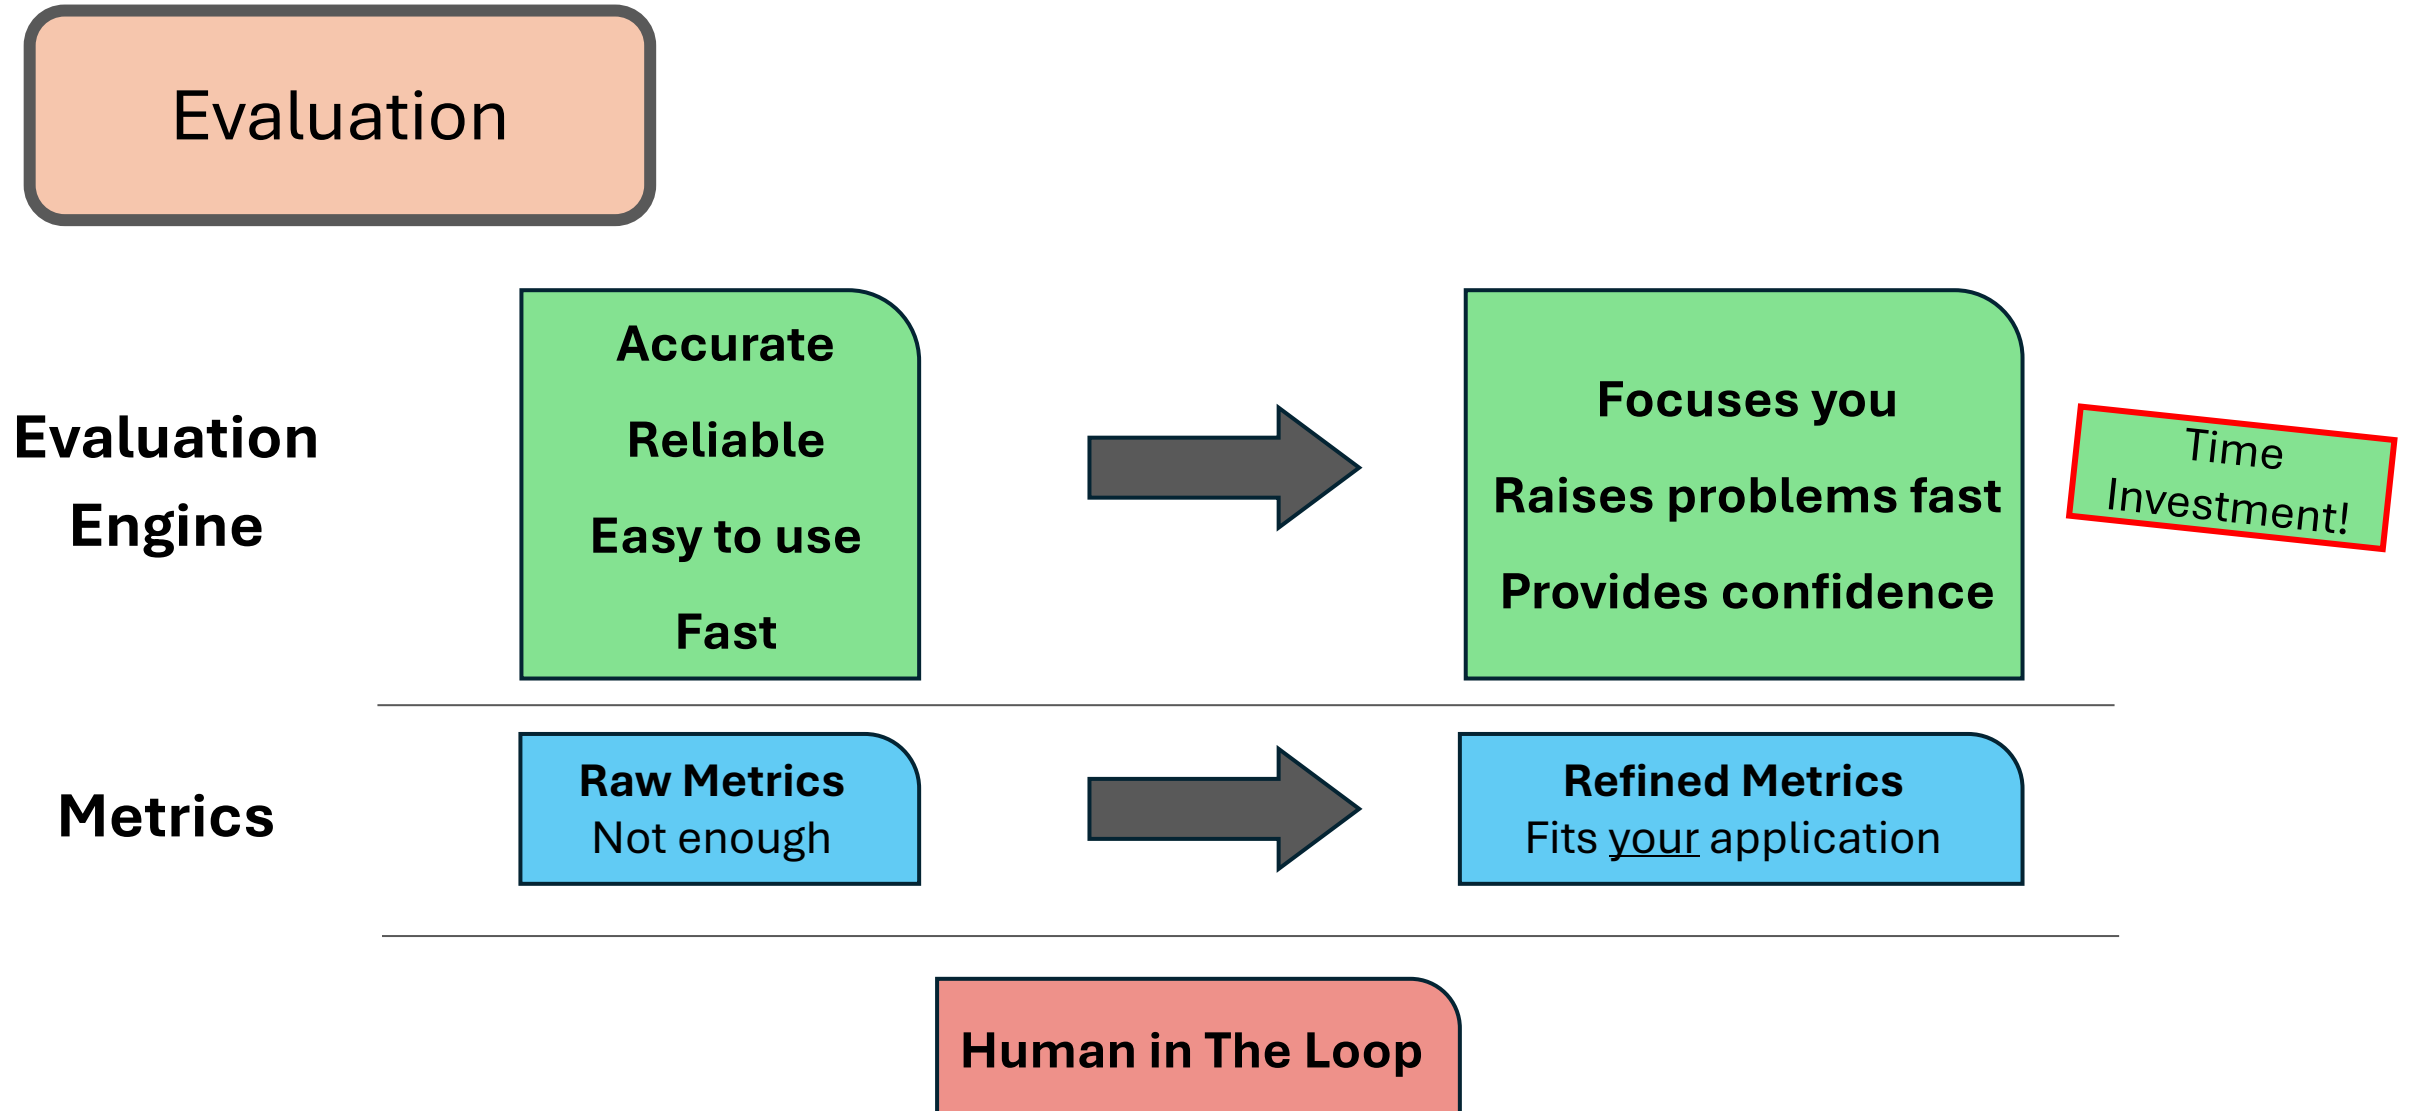 Evaluation
Evaluation
Engine
Accurate
Reliable
Easy to use
Fast
Focuses you
Raises problems fast
Provides confidence
Time
Investment!
Metrics
Raw Metrics
Not enough
Refined Metrics
Fits your application
Human in The Loop